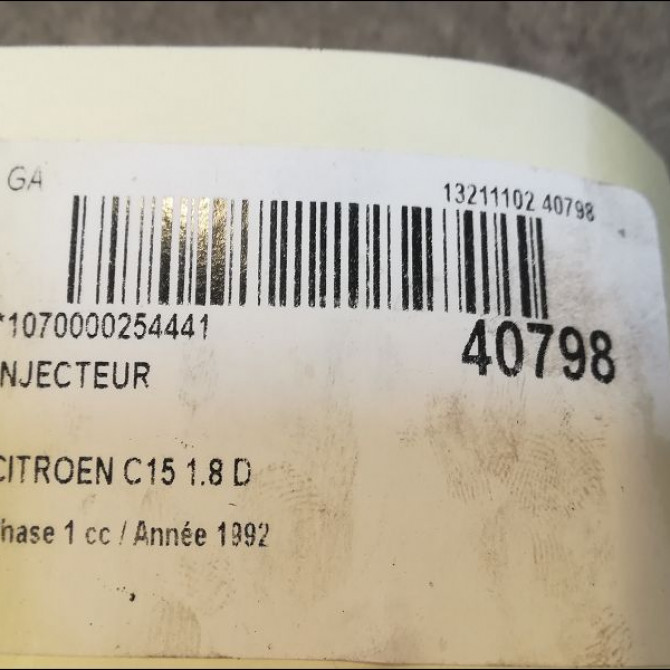 GA
13211102 40798
*1070000254441
40798
NJECTEUR
CITROEN C15 1.8 D
hase 1 cc / Année 1992